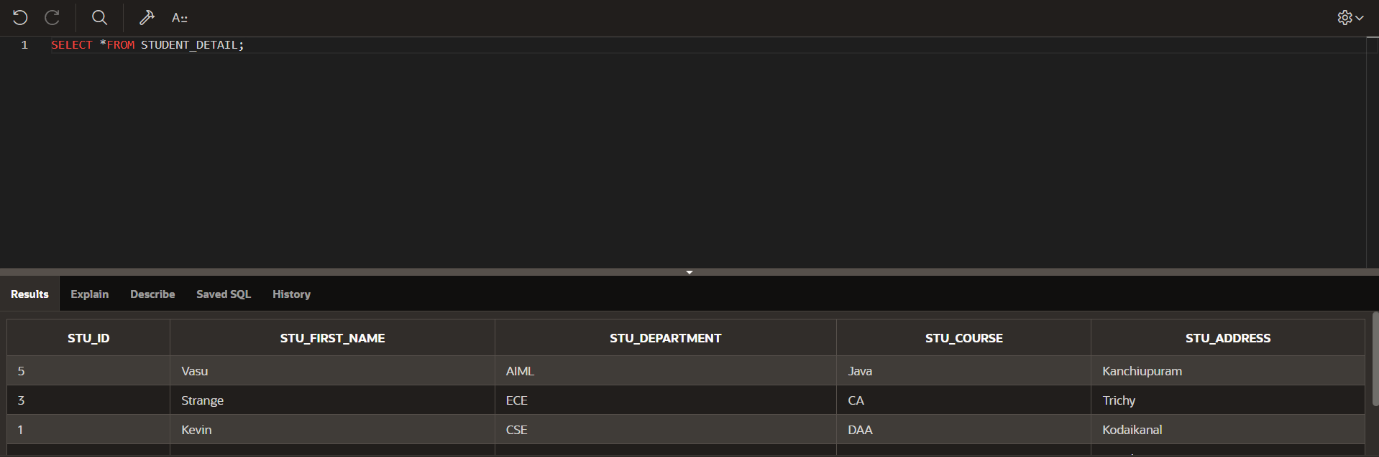 A::
1 SELECT *FROM STUDENT_DETAIL;
Results Explain Describe Saved SQL History
STU_ID STU_FIRST_NAME STU_DEPARTMENT STU_COURSE STU_ADDRESS
5 Vasu AIML Java Kanchiupuram
3 Strange ECE CA Trichy
1 Kevin CSE DAA Kodaikanal